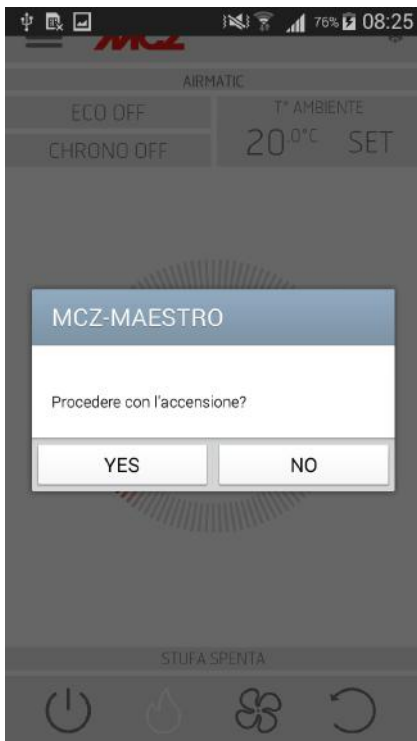 76% 08:25
MCZ
AIRMATIC
ECO OFF
T° AMBIENTE
CHRONO OFF
20.0°C SET
MCZ-MAESTRO
Procedere con l'accensione?
YES NO
STUFA SPENTA